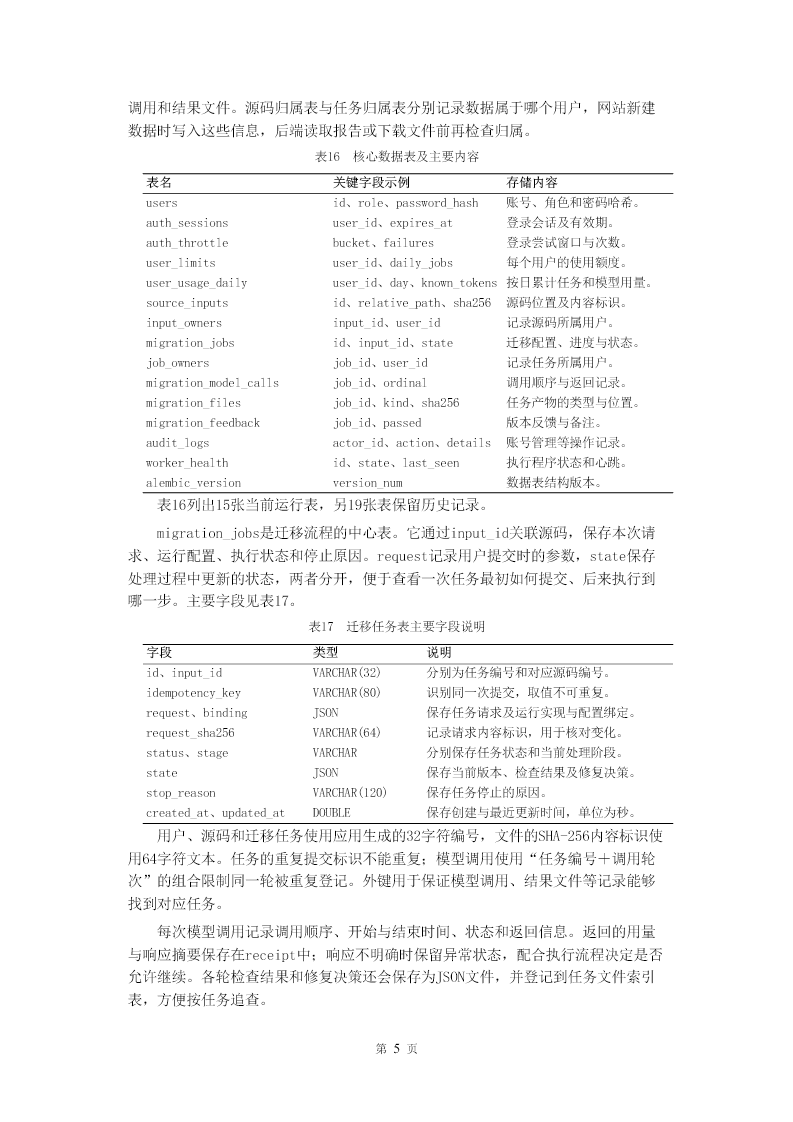 调用和结果文件。源码归属表与任务归属表分别记录数据属于哪个用户，网站新建
数据时写入这些信息，后端读取报告或下载文件前再检查归属。
表16 核心数据表及主要内容
表名 关键字段示例 存储内容
users id、role、password_hash 账号、角色和密码哈希。
auth_sessions user_id、expires_at 登录会话及有效期。
auth_throttle bucket、failures 登录尝试窗口与次数。
user_limits user_id、daily_jobs 每个用户的使用额度。
user_usage_daily user_id、day、known_tokens 按日累计任务和模型用量。
source_inputs id、relative_path、sha256 源码位置及内容标识。
input_owners input_id、user_id 记录源码所属用户。
migration_jobs id、input_id、state 迁移配置、进度与状态。
job_owners job_id、user_id 记录任务所属用户。
migration_model_calls job_id、ordinal 调用顺序与返回记录。
migration_files job_id、kind、sha256 任务产物的类型与位置。
migration_feedback job_id、passed 版本反馈与备注。
audit_logs actor_id、action、details 账号管理等操作记录。
worker_health id、state、last_seen 执行程序状态和心跳。
alembic_version version_num 数据表结构版本。
表16列出15张当前运行表，另19张表保留历史记录。
migration_jobs是迁移流程的中心表。它通过input_id关联源码，保存本次请
求、运行配置、执行状态和停止原因。request记录用户提交时的参数，state保存
处理过程中更新的状态，两者分开，便于查看一次任务最初如何提交、后来执行到
哪一步。主要字段见表17。
表17 迁移任务表主要字段说明
字段 类型 说明
id、input_id VARCHAR(32) 分别为任务编号和对应源码编号。
idempotency_key VARCHAR(80) 识别同一次提交，取值不可重复。
request、binding JSON 保存任务请求及运行实现与配置绑定。
request_sha256 VARCHAR(64) 记录请求内容标识，用于核对变化。
status、stage VARCHAR 分别保存任务状态和当前处理阶段。
state JSON 保存当前版本、检查结果及修复决策。
stop_reason VARCHAR(120) 保存任务停止的原因。
created_at、updated_at DOUBLE 保存创建与最近更新时间，单位为秒。
用户、源码和迁移任务使用应用生成的32字符编号，文件的SHA-256内容标识使
用64字符文本。任务的重复提交标识不能重复；模型调用使用“任务编号＋调用轮
次”的组合限制同一轮被重复登记。外键用于保证模型调用、结果文件等记录能够
找到对应任务。
每次模型调用记录调用顺序、开始与结束时间、状态和返回信息。返回的用量
与响应摘要保存在receipt中；响应不明确时保留异常状态，配合执行流程决定是否
允许继续。各轮检查结果和修复决策还会保存为JSON文件，并登记到任务文件索引
表，方便按任务追查。
第 5 页